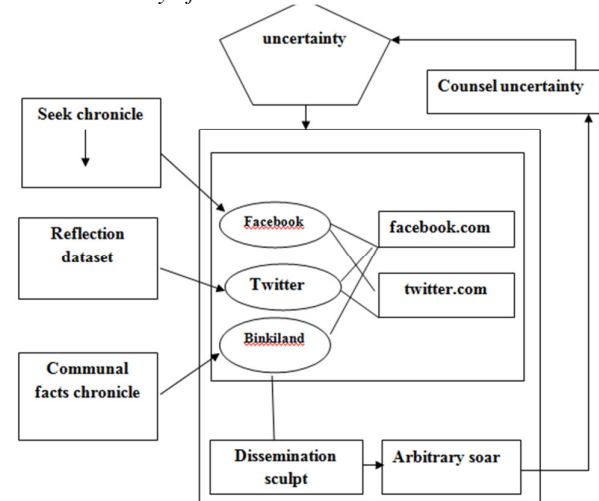 uncertainty
Counsel uncertainty
Seek chronicle
Facebook
facebook.com
Reflection
dataset
Twitter
twitter.com
Binkiland
Communal
facts chronicle
Dissemination
sculpt
Arbitrary soar